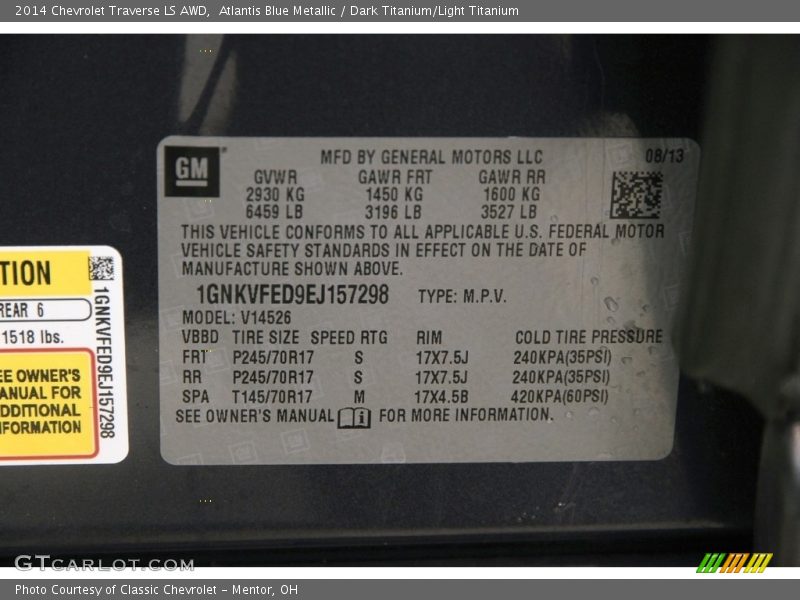 2014 Chevrolet Traverse LS AWD,  Atlantis Blue Metallic / Dark Titanium/Light Titanium
GM
MFD BY GENERAL MOTORS LLC
08/13
GVWR GAWR FRT GAWR RR
2930 KG 1450 KG 1600 KG
6459 LB 3196 LB 3527 LB
THIS VEHICLE CONFORMS TO ALL APPLICABLE U.S. FEDERAL MOTOR
VEHICLE SAFETY STANDARDS IN EFFECT ON THE DATE OF
MANUFACTURE SHOWN ABOVE.
1GNKVFED9EJ157298 TYPE: M.P.V.
MODEL: V14526
VBBD TIRE SIZE SPEED RTG RIM COLD TIRE PRESSURE
FRT P245/70R17 S 17X7.5J 240KPA(35PSI)
RR P245/70R17 S 17X7.5J 240KPA(35PSI)
SPA T145/70R17 M 17X4.5B 420KPA(60PSI)
SEE OWNER'S MANUAL i FOR MORE INFORMATION.
TION
REAR 6
1518 lbs.
EE OWNER'S
ANUAL FOR
DDITIONAL
NFORMATION
1GNKVFED9EJ157298
GTCARLOT.COM
Photo Courtesy of Classic Chevrolet - Mentor, OH